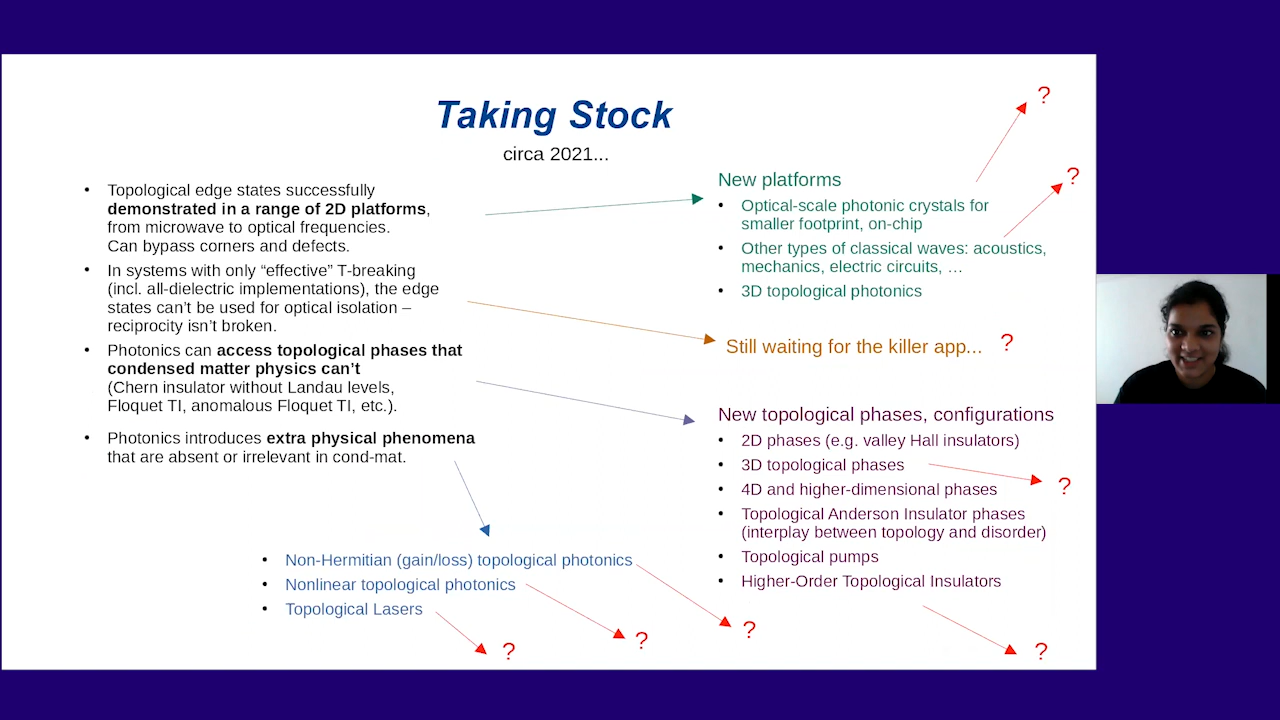 Taking Stock
circa 2021...
• Topological edge states successfully
demonstrated in a range of 2D platforms,
from microwave to optical frequencies.
Can bypass corners and defects.
• In systems with only “effective” T-breaking
(incl. all-dielectric implementations), the edge
states can’t be used for optical isolation –
reciprocity isn’t broken.
• Photonics can access topological phases that
condensed matter physics can’t
(Chern insulator without Landau levels,
Floquet TI, anomalous Floquet TI, etc.).
• Photonics introduces extra physical phenomena
that are absent or irrelevant in cond-mat.
• Non-Hermitian (gain/loss) topological photonics
• Nonlinear topological photonics
• Topological Lasers
?
?
?
New platforms
• Optical-scale photonic crystals for
smaller footprint, on-chip
• Other types of classical waves: acoustics,
mechanics, electric circuits, …
• 3D topological photonics
?
?
Still waiting for the killer app... ?
New topological phases, configurations
• 2D phases (e.g. valley Hall insulators)
• 3D topological phases
• 4D and higher-dimensional phases
• Topological Anderson Insulator phases
(interplay between topology and disorder)
• Topological pumps
• Higher-Order Topological Insulators
?
?